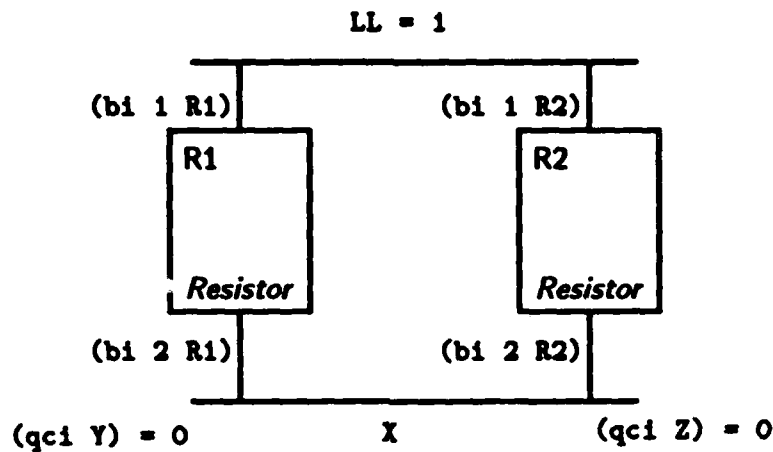 LL = 1
(bi 1 R1)
(bi 1 R2)
R1
R2
Resistor
Resistor
(bi 2 R1)
(bi 2 R2)
(qci Y) = 0
X
(qci Z) = 0